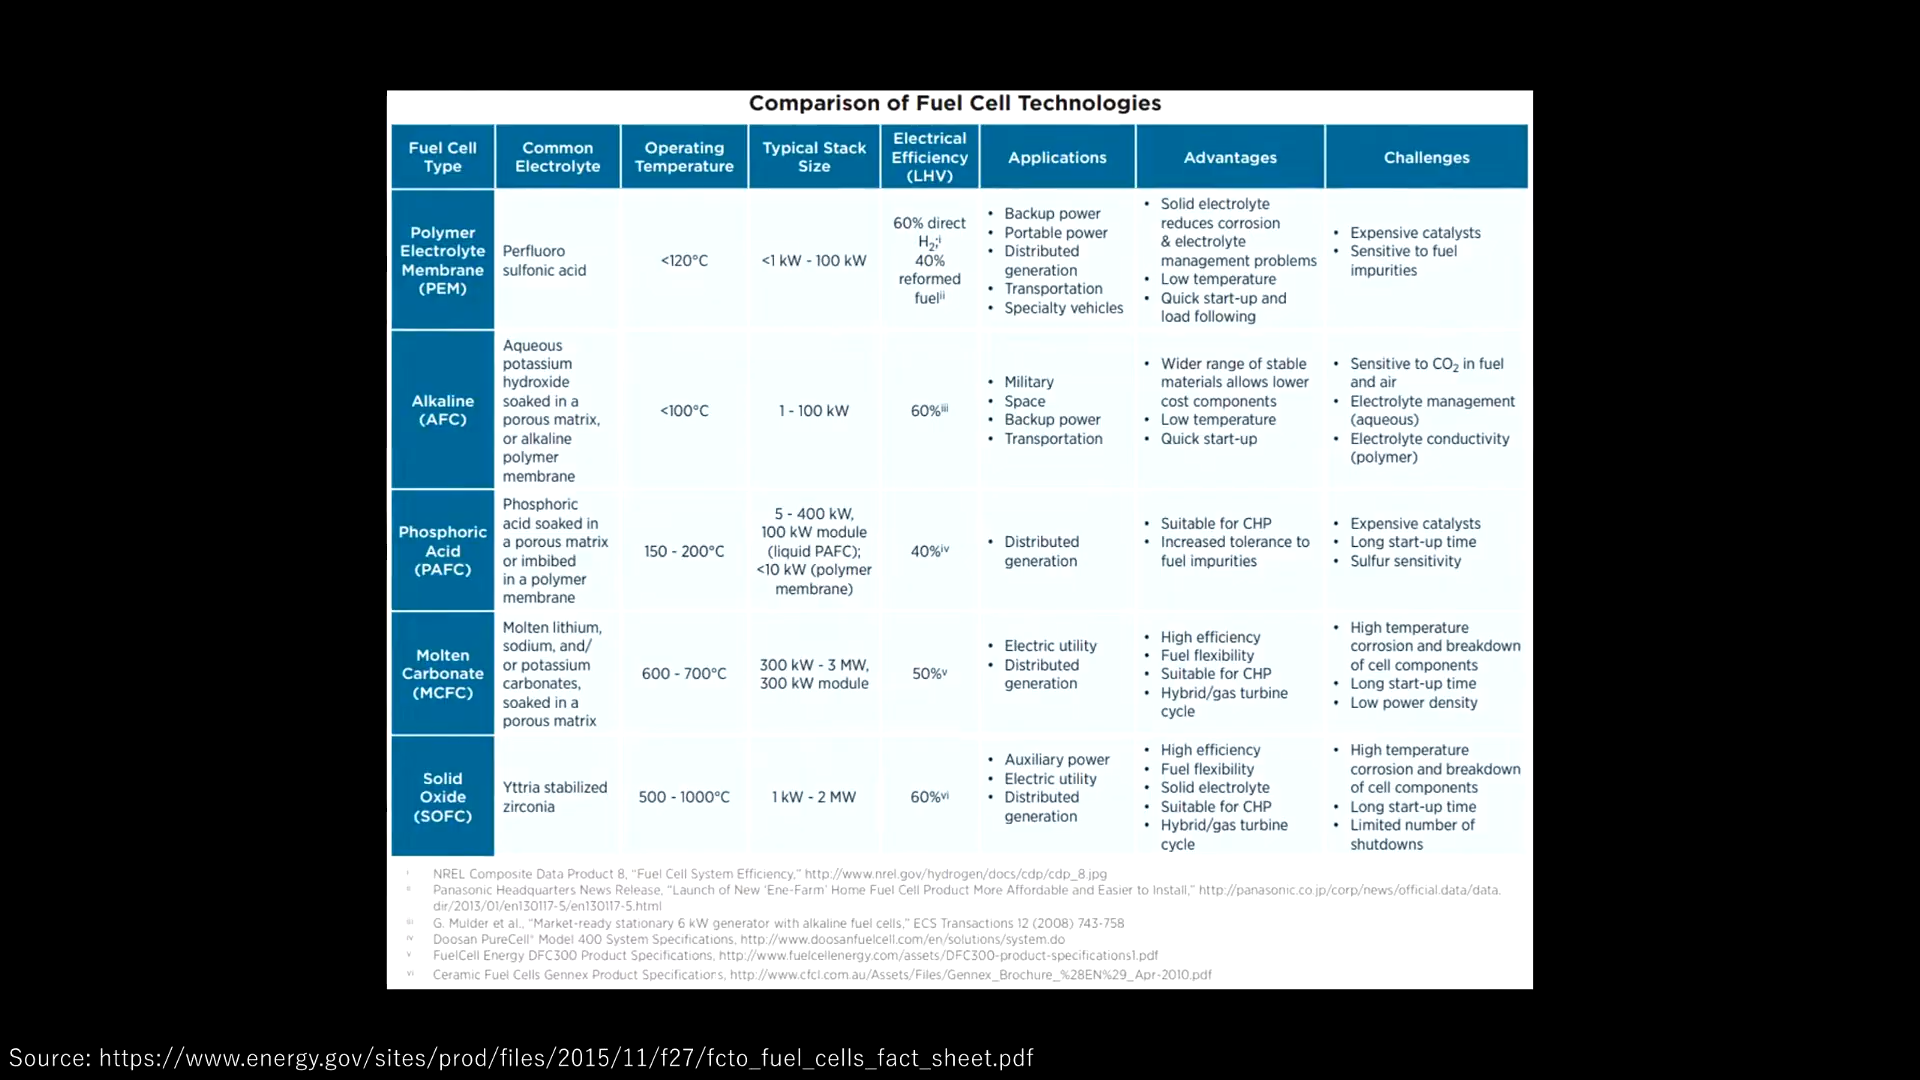 Comparison of Fuel Cell Technologies
Fuel Cell
Type
Common
Electrolyte
Operating
Temperature
Typical Stack
Size
Electrical
Efficiency
(LHV)
Applications
Advantages
Challenges
Polymer
Electrolyte
Membrane
(PEM)
Perfluoro
sulfonic acid
<120°C
<1 kW - 100 kW
60% direct
H₂;ⁱ
40%
reformed
fuelⁱⁱ
• Backup power
• Portable power
• Distributed
generation
• Transportation
• Specialty vehicles
• Solid electrolyte
reduces corrosion
& electrolyte
management problems
• Low temperature
• Quick start-up and
load following
• Expensive catalysts
• Sensitive to fuel
impurities
Alkaline
(AFC)
Aqueous
potassium
hydroxide
soaked in a
porous matrix,
or alkaline
polymer
membrane
<100°C
1 - 100 kW
60%ⁱⁱⁱ
• Military
• Space
• Backup power
• Transportation
• Wider range of stable
materials allows lower
cost components
• Low temperature
• Quick start-up
• Sensitive to CO₂ in fuel
and air
• Electrolyte management
(aqueous)
• Electrolyte conductivity
(polymer)
Phosphoric
Acid
(PAFC)
Phosphoric
acid soaked in
a porous matrix
or imbibed
in a polymer
membrane
150 - 200°C
5 - 400 kW,
100 kW module
(liquid PAFC);
<10 kW (polymer
membrane)
40%ⁱᵛ
• Distributed
generation
• Suitable for CHP
• Increased tolerance to
fuel impurities
• Expensive catalysts
• Long start-up time
• Sulfur sensitivity
Molten
Carbonate
(MCFC)
Molten lithium,
sodium, and/
or potassium
carbonates,
soaked in a
porous matrix
600 - 700°C
300 kW - 3 MW,
300 kW module
50%ᵛ
• Electric utility
• Distributed
generation
• High efficiency
• Fuel flexibility
• Suitable for CHP
• Hybrid/gas turbine
cycle
• High temperature
corrosion and breakdown
of cell components
• Long start-up time
• Low power density
Solid
Oxide
(SOFC)
Yttria stabilized
zirconia
500 - 1000°C
1 kW - 2 MW
60%ᵛⁱ
• Auxiliary power
• Electric utility
• Distributed
generation
• High efficiency
• Fuel flexibility
• Solid electrolyte
• Suitable for CHP
• Hybrid/gas turbine
cycle
• High temperature
corrosion and breakdown
of cell components
• Long start-up time
• Limited number of
shutdowns
i NREL Composite Data Product 8, “Fuel Cell System Efficiency,” http://www.nrel.gov/hydrogen/docs/cdp/cdp_8.jpg
ii Panasonic Headquarters News Release, “Launch of New ‘Ene-Farm’ Home Fuel Cell Product More Affordable and Easier to Install,” http://panasonic.co.jp/corp/news/official.data/data.
dir/2013/01/en130117-5/en130117-5.html
iii G. Mulder et al., “Market-ready stationary 6 kW generator with alkaline fuel cells,” ECS Transactions 12 (2008) 743-758
iv Doosan PureCell® Model 400 System Specifications, http://www.doosanfuelcell.com/en/solutions/system.do
v FuelCell Energy DFC300 Product Specifications, http://www.fuelcellenergy.com/assets/DFC300-product-specifications1.pdf
vi Ceramic Fuel Cells Gennex Product Specifications, http://www.cfcl.com.au/Assets/Files/Gennex_Brochure_%28EN%29_Apr-2010.pdf
Source: https://www.energy.gov/sites/prod/files/2015/11/f27/fcto_fuel_cells_fact_sheet.pdf